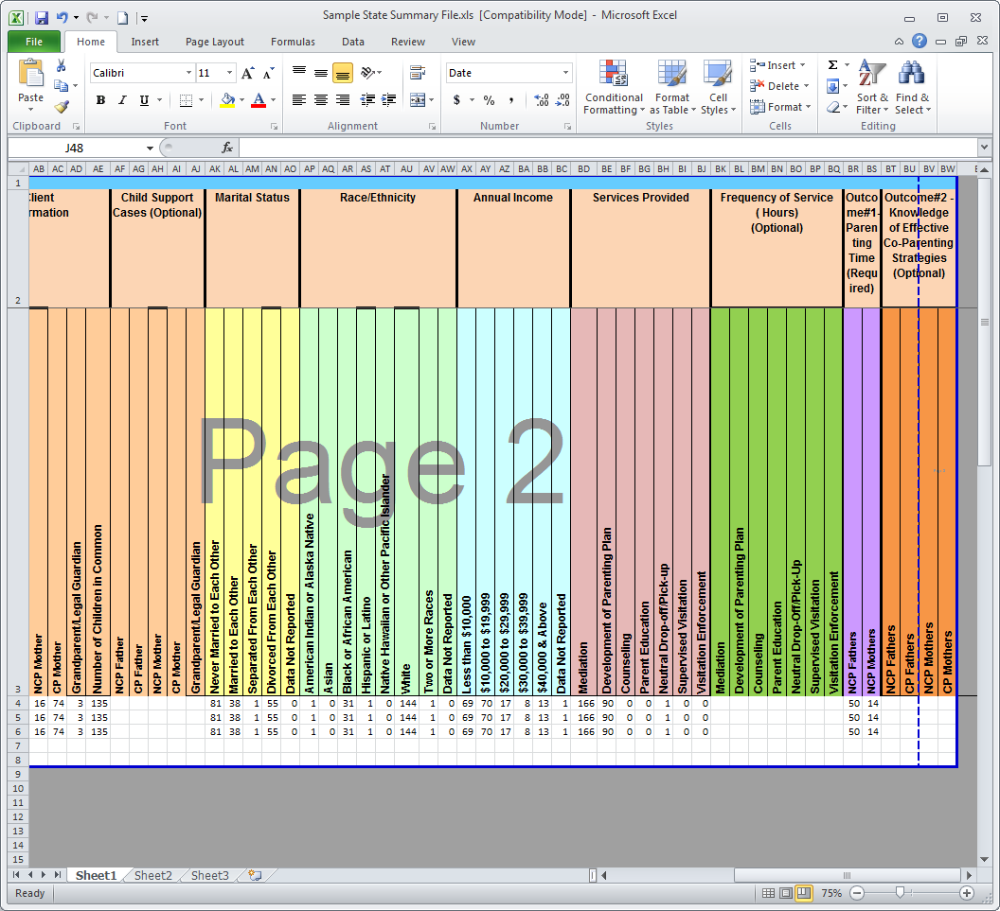 Sample State Summary File.xls [Compatibility Mode] - Microsoft Excel
File Home Insert Page Layout Formulas Data Review View
Paste
Calibri 11
B I U A
A A
Date
$ % ,
.0 .00
.00 .0
Conditional Formatting
Format as Table
Cell Styles
Insert
Delete
Format
Σ
Sort & Filter
Find & Select
Clipboard Font Alignment Number Styles Cells Editing
J48 fx
AB AC AD AE AF AG AH AI AJ AK AL AM AN AO AP AQ AR AS AT AU AV AW AX AY AZ BA BB BC BD BE BF BG BH BI BJ BK BL BM BN BO BP BQ BR BS BT BU BV BW
1
2
lient
rmation
Child Support
Cases (Optional)
Marital Status
Race/Ethnicity
Annual Income
Services Provided
Frequency of Service
( Hours)
(Optional)
Outco
me#1-
Paren
ting
Time
(Requ
ired)
Outcome#2 -
Knowledge
of Effective
Co-Parenting
Strategies
(Optional)
Page 2
3
NCP Mother
CP Mother
Grandparent/Legal Guardian
Number of Children in Common
NCP Father
CP Father
NCP Mother
CP Mother
Grandparent/Legal Guardian
Never Married to Each Other
Married to Each Other
Separated From Each Other
Divorced From Each Other
Data Not Reported
American Indian or Alaska Native
Asian
Black or African American
Hispanic or Latino
Native Hawaiian or Other Pacific Islander
White
Two or More Races
Data Not Reported
Less than $10,000
$10,000 to $19,999
$20,000 to $29,999
$30,000 to $39,999
$40,000 & Above
Data Not Reported
Mediation
Development of Parenting Plan
Counseling
Parent Education
Neutral Drop-off/Pick-up
Supervised Visitation
Visitation Enforcement
Mediation
Development of Parenting Plan
Counseling
Parent Education
Neutral Drop-Off/Pick-Up
Supervised Visitation
Visitation Enforcement
NCP Fathers
NCP Mothers
NCP Fathers
CP Fathers
NCP Mothers
CP Mothers
4 16 74 3 135 81 38 1 55 0 1 0 31 1 0 144 1 0 69 70 17 8 13 1 166 90 0 0 1 0 0 50 14
5 16 74 3 135 81 38 1 55 0 1 0 31 1 0 144 1 0 69 70 17 8 13 1 166 90 0 0 1 0 0 50 14
6 16 74 3 135 81 38 1 55 0 1 0 31 1 0 144 1 0 69 70 17 8 13 1 166 90 0 0 1 0 0 50 14
7
8
9
10
11
12
13
14
15
Sheet1 Sheet2 Sheet3
Ready 75%